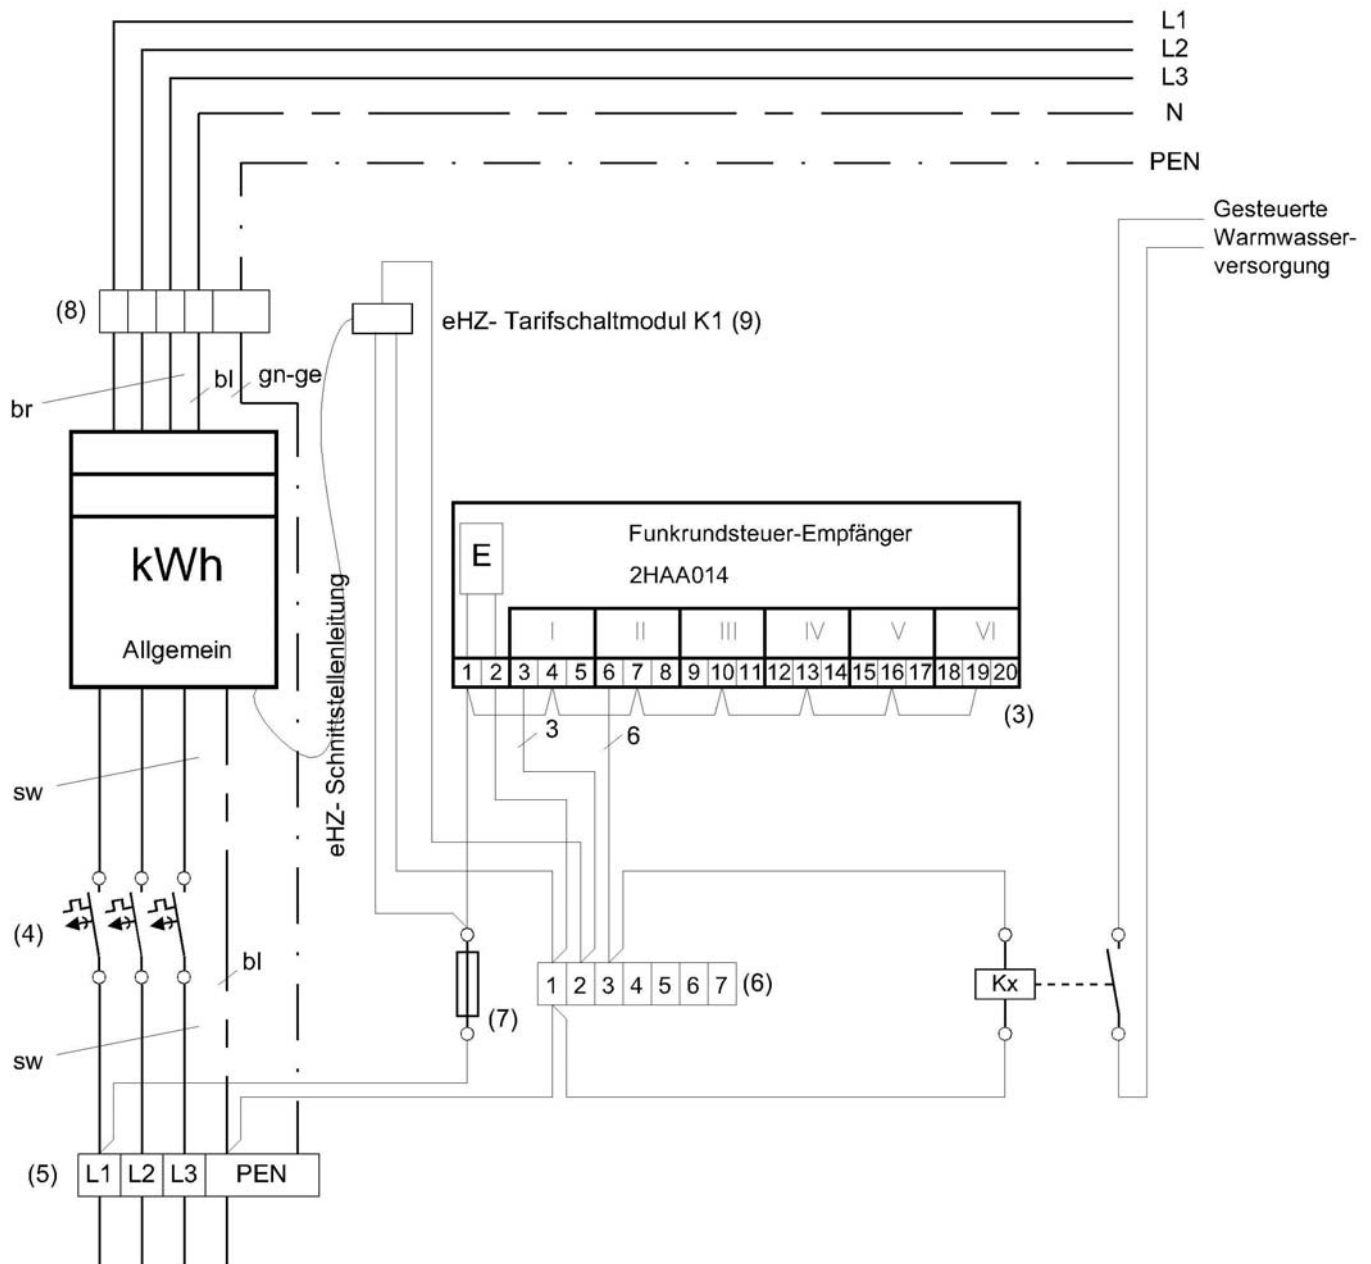 L1
L2
L3
N
PEN
Gesteuerte
Warmwasser-
versorgung
(8)
eHZ- Tarifschaltmodul K1 (9)
bl
gn-ge
br
kWh
Allgemein
eHZ- Schnittstellenleitung
E
Funkrundsteuer-Empfänger
2HAA014
I II III IV V VI
1 2 3 4 5 6 7 8 9 10 11 12 13 14 15 16 17 18 19 20
(3)
3
6
sw
(4)
bl
1 2 3 4 5 6 7
(6)
Kx
(7)
sw
(5)
L1 L2 L3 PEN